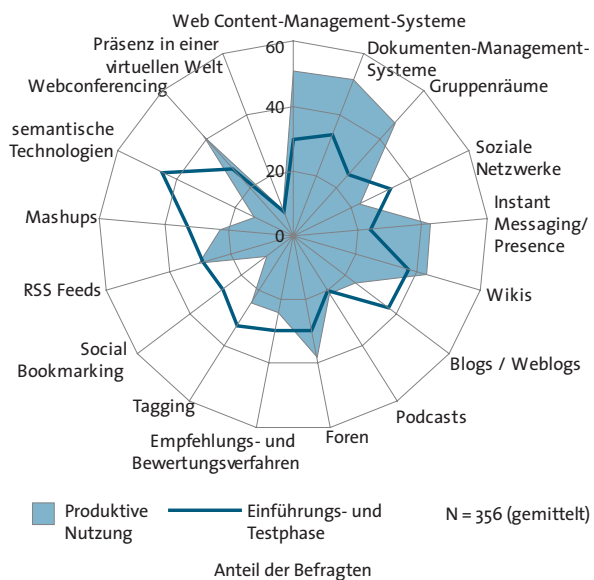 Web Content-Management-Systeme
Dokumenten-Management-
Systeme
Gruppenräume
Soziale
Netzwerke
Instant
Messaging/
Presence
Wikis
Blogs / Weblogs
Podcasts
Foren
Empfehlungs- und
Bewertungsverfahren
Tagging
Social
Bookmarking
RSS Feeds
Mashups
semantische
Technologien
Webconferencing
Präsenz in einer
virtuellen Welt
60
40
20
0
Produktive
Nutzung
Einführungs- und
Testphase
N = 356 (gemittelt)
Anteil der Befragten